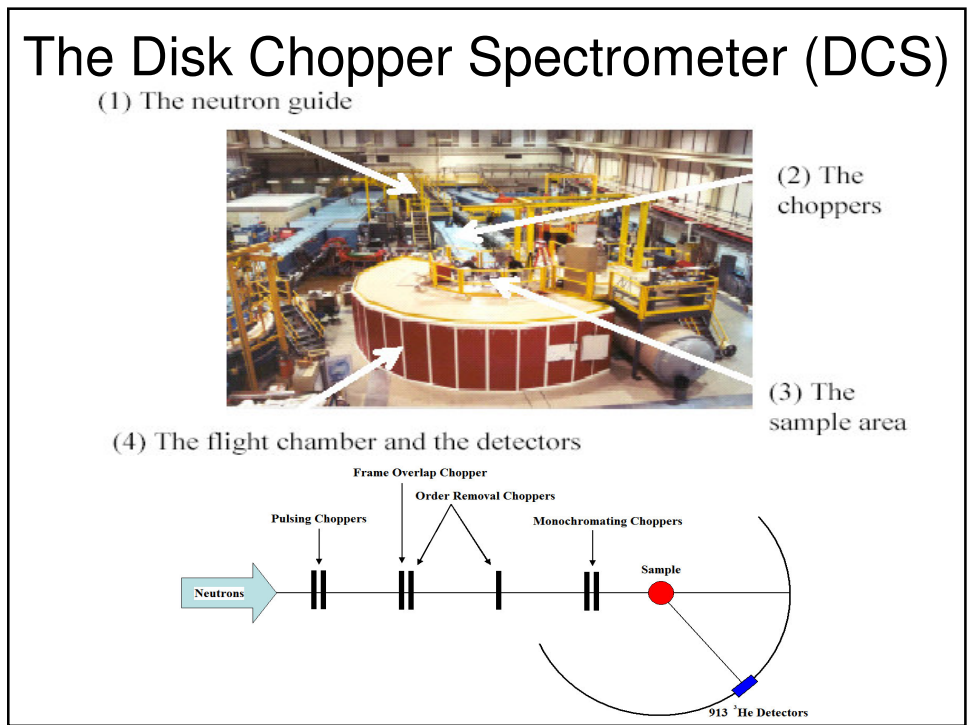 The Disk Chopper Spectrometer (DCS)
(1) The neutron guide
(2) The
choppers
(3) The
sample area
(4) The flight chamber and the detectors
Frame Overlap Chopper
Order Removal Choppers
Pulsing Choppers
Monochromating Choppers
Sample
Neutrons
913 ³He Detectors